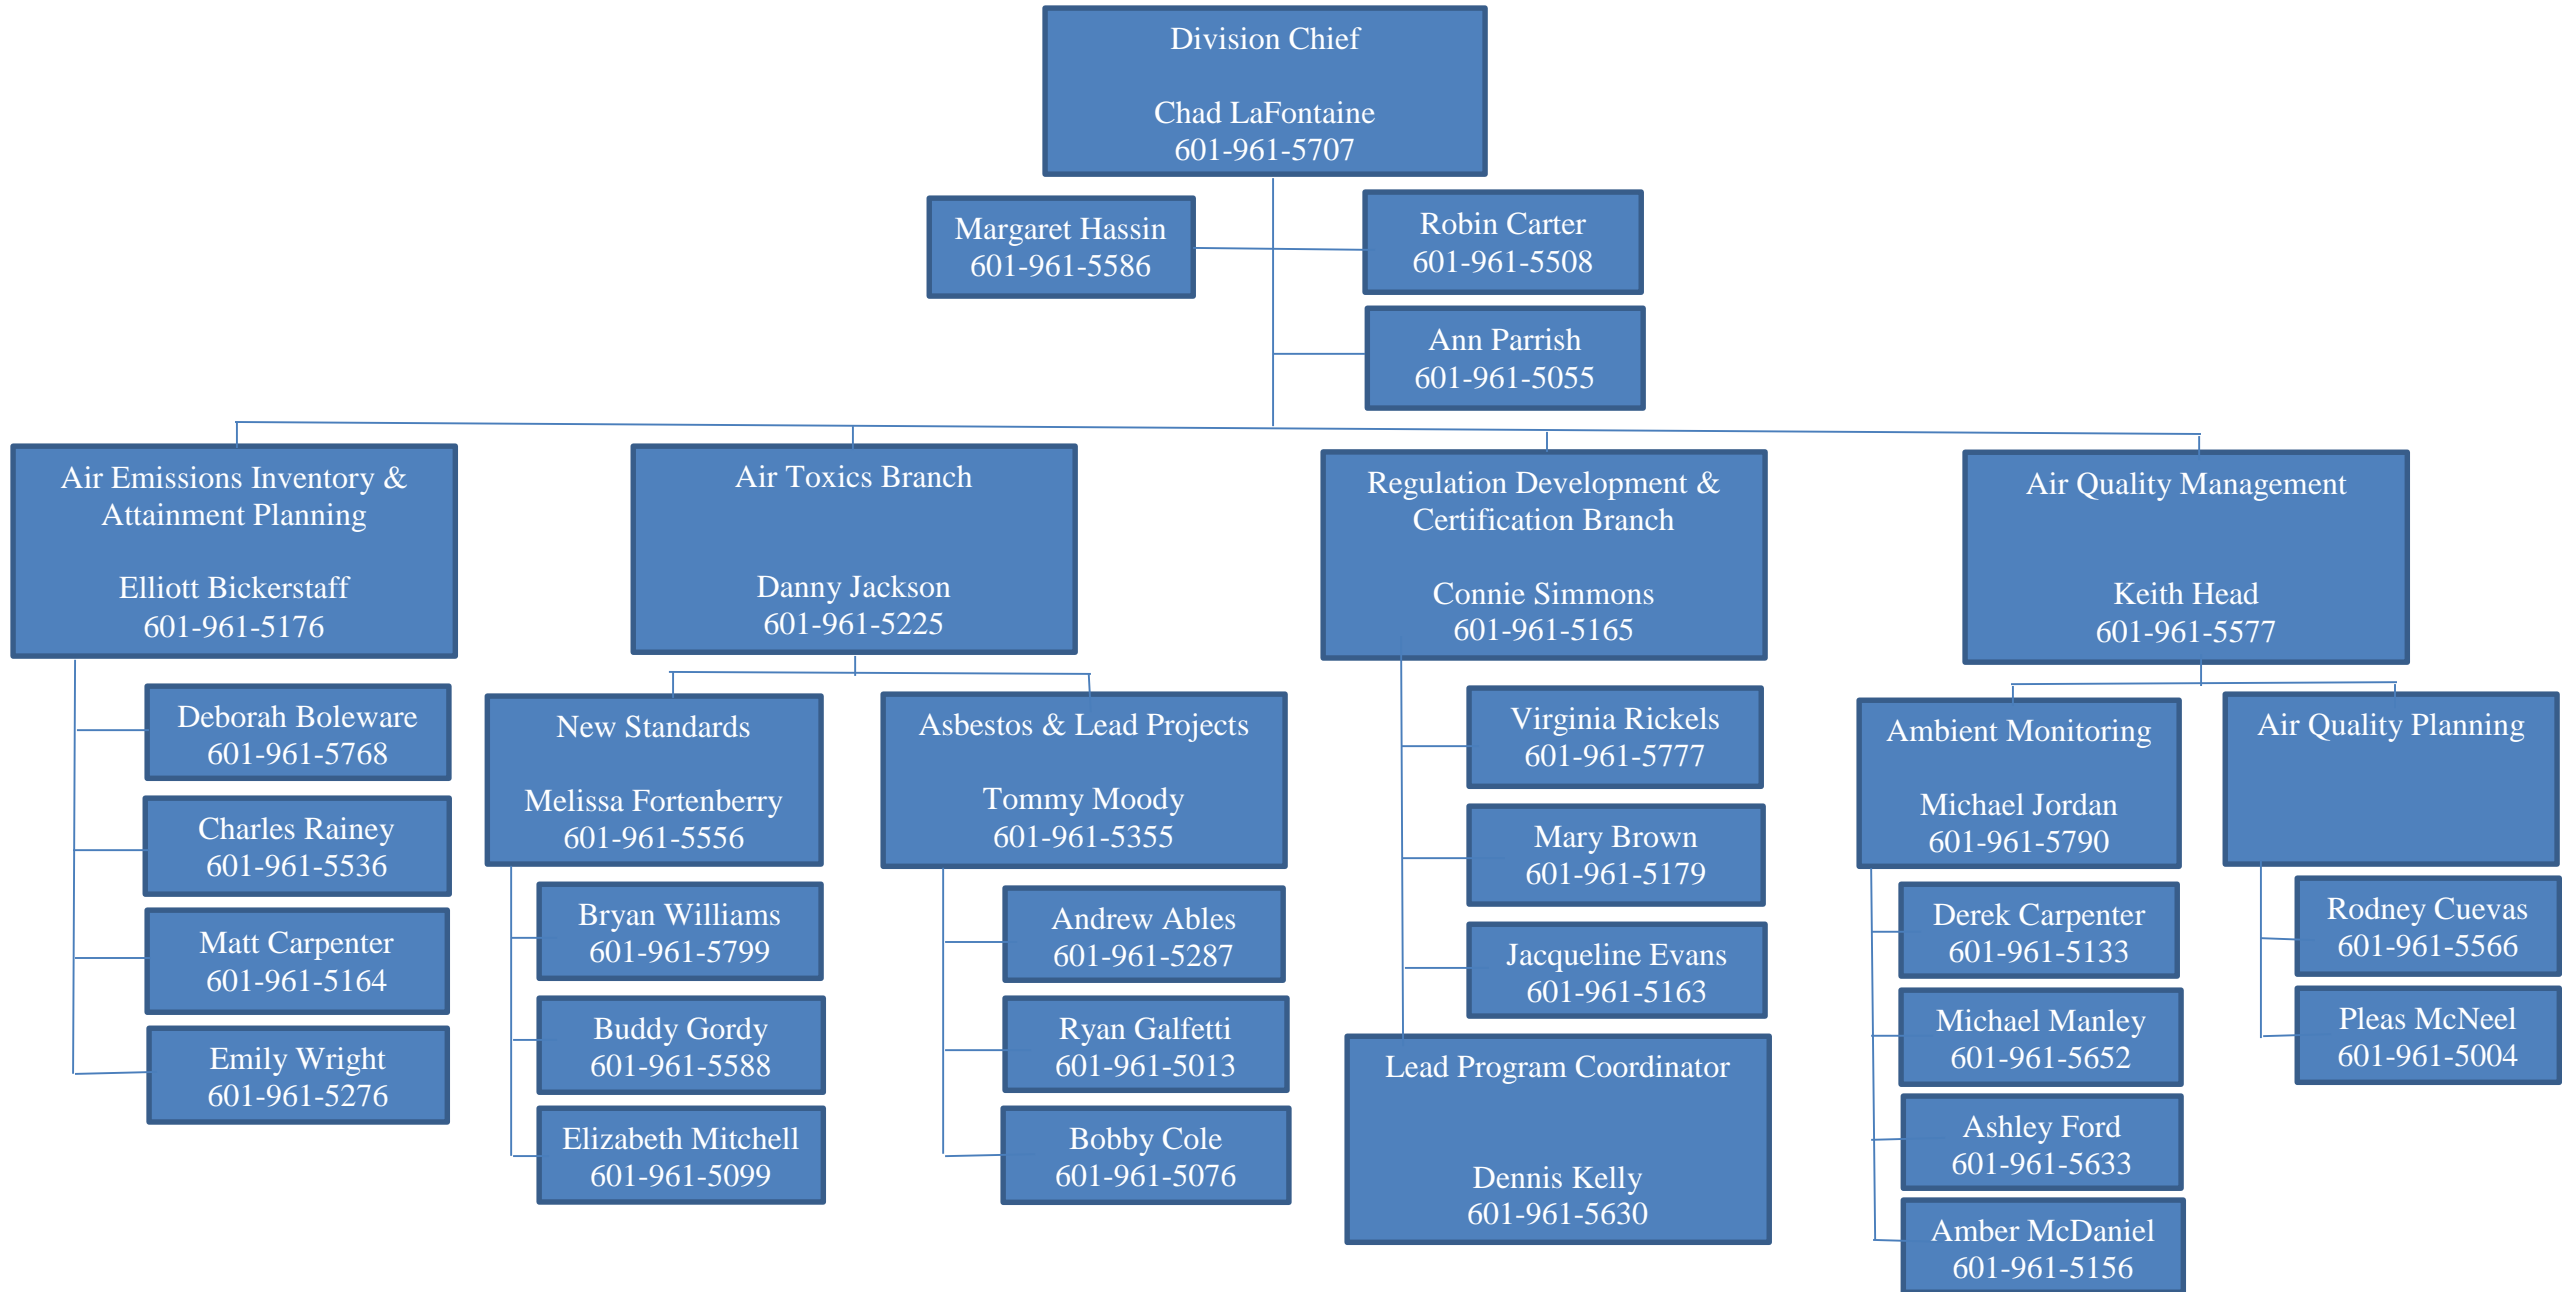 Division Chief
Chad LaFontaine
601-961-5707
Margaret Hassin
601-961-5586
Robin Carter
601-961-5508
Ann Parrish
601-961-5055
Air Emissions Inventory &
Attainment Planning
Elliott Bickerstaff
601-961-5176
Deborah Boleware
601-961-5768
Charles Rainey
601-961-5536
Matt Carpenter
601-961-5164
Emily Wright
601-961-5276
Air Toxics Branch
Danny Jackson
601-961-5225
New Standards
Melissa Fortenberry
601-961-5556
Bryan Williams
601-961-5799
Buddy Gordy
601-961-5588
Elizabeth Mitchell
601-961-5099
Asbestos & Lead Projects
Tommy Moody
601-961-5355
Andrew Ables
601-961-5287
Ryan Galfetti
601-961-5013
Bobby Cole
601-961-5076
Regulation Development &
Certification Branch
Connie Simmons
601-961-5165
Virginia Rickels
601-961-5777
Mary Brown
601-961-5179
Jacqueline Evans
601-961-5163
Lead Program Coordinator
Dennis Kelly
601-961-5630
Air Quality Management
Keith Head
601-961-5577
Ambient Monitoring
Michael Jordan
601-961-5790
Derek Carpenter
601-961-5133
Michael Manley
601-961-5652
Ashley Ford
601-961-5633
Amber McDaniel
601-961-5156
Air Quality Planning
Rodney Cuevas
601-961-5566
Pleas McNeel
601-961-5004